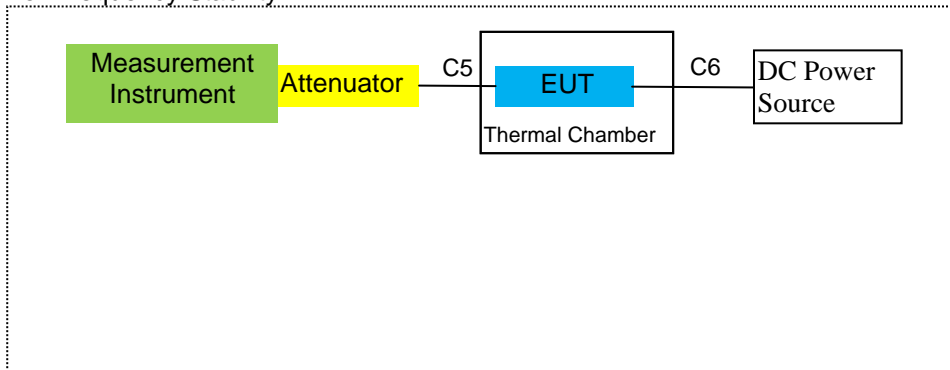 Measurement
Instrument
Attenuator
C5
EUT
Thermal Chamber
C6
DC Power
Source